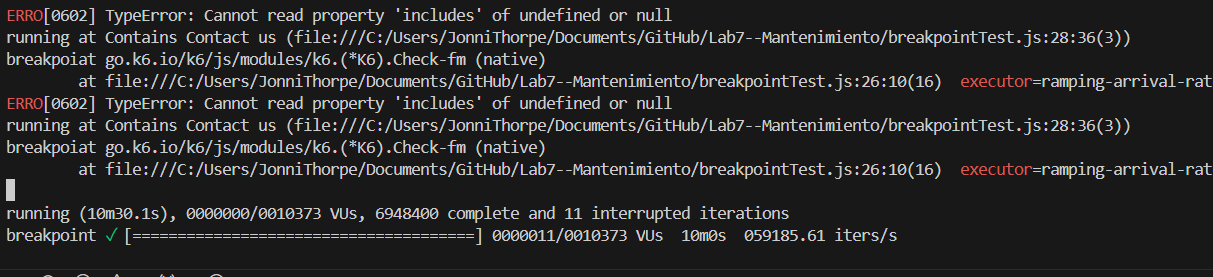 ERRO[0602] TypeError: Cannot read property 'includes' of undefined or null
running at Contains Contact us (file:///C:/Users/JonniThorpe/Documents/GitHub/Lab7--Mantenimiento/breakpointTest.js:28:36(3))
breakpoiat go.k6.io/k6/js/modules/k6.(*K6).Check-fm (native)
at file:///C:/Users/JonniThorpe/Documents/GitHub/Lab7--Mantenimiento/breakpointTest.js:26:10(16)  executor=ramping-arrival-rat
ERRO[0602] TypeError: Cannot read property 'includes' of undefined or null
running at Contains Contact us (file:///C:/Users/JonniThorpe/Documents/GitHub/Lab7--Mantenimiento/breakpointTest.js:28:36(3))
breakpoiat go.k6.io/k6/js/modules/k6.(*K6).Check-fm (native)
at file:///C:/Users/JonniThorpe/Documents/GitHub/Lab7--Mantenimiento/breakpointTest.js:26:10(16)  executor=ramping-arrival-rat
running (10m30.1s), 0000000/0010373 VUs, 6948400 complete and 11 interrupted iterations
breakpoint ✓ [======================================] 0000011/0010373 VUs  10m0s  059185.61 iters/s